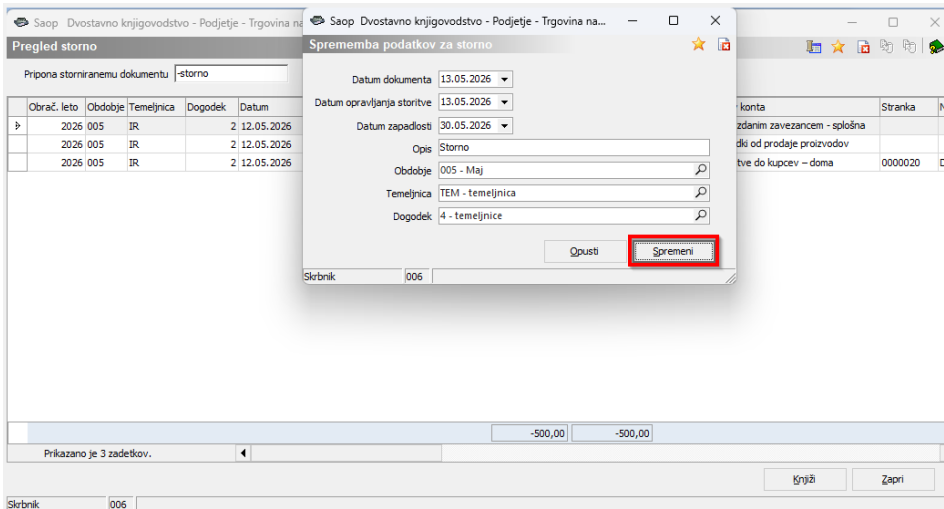 Saop Dvostavno knjigovodstvo - Podjetje - Trgovina na
Pregled storno
Pripona storniranemu dokumentu -storno
Obrač. leto Obdobje Temeljnica Dogodek Datum konta Stranka
2026 005 IR 2 12.05.2026 zdanim zavezancem - splošna
2026 005 IR 2 12.05.2026 dki od prodaje proizvodov
2026 005 IR 2 12.05.2026 tve do kupcev – doma 0000020
Saop Dvostavno knjigovodstvo - Podjetje - Trgovina na...
Sprememba podatkov za storno
Datum dokumenta 13.05.2026
Datum opravljanja storitve 13.05.2026
Datum zapadlosti 30.05.2026
Opis Storno
Obdobje 005 - Maj
Temeljnica TEM - temeljnica
Dogodek 4 - temeljnice
Opusti Spremeni
Skrbnik 006
-500,00 -500,00
Prikazano je 3 zadetkov.
Knjiži Zapri
Skrbnik 006